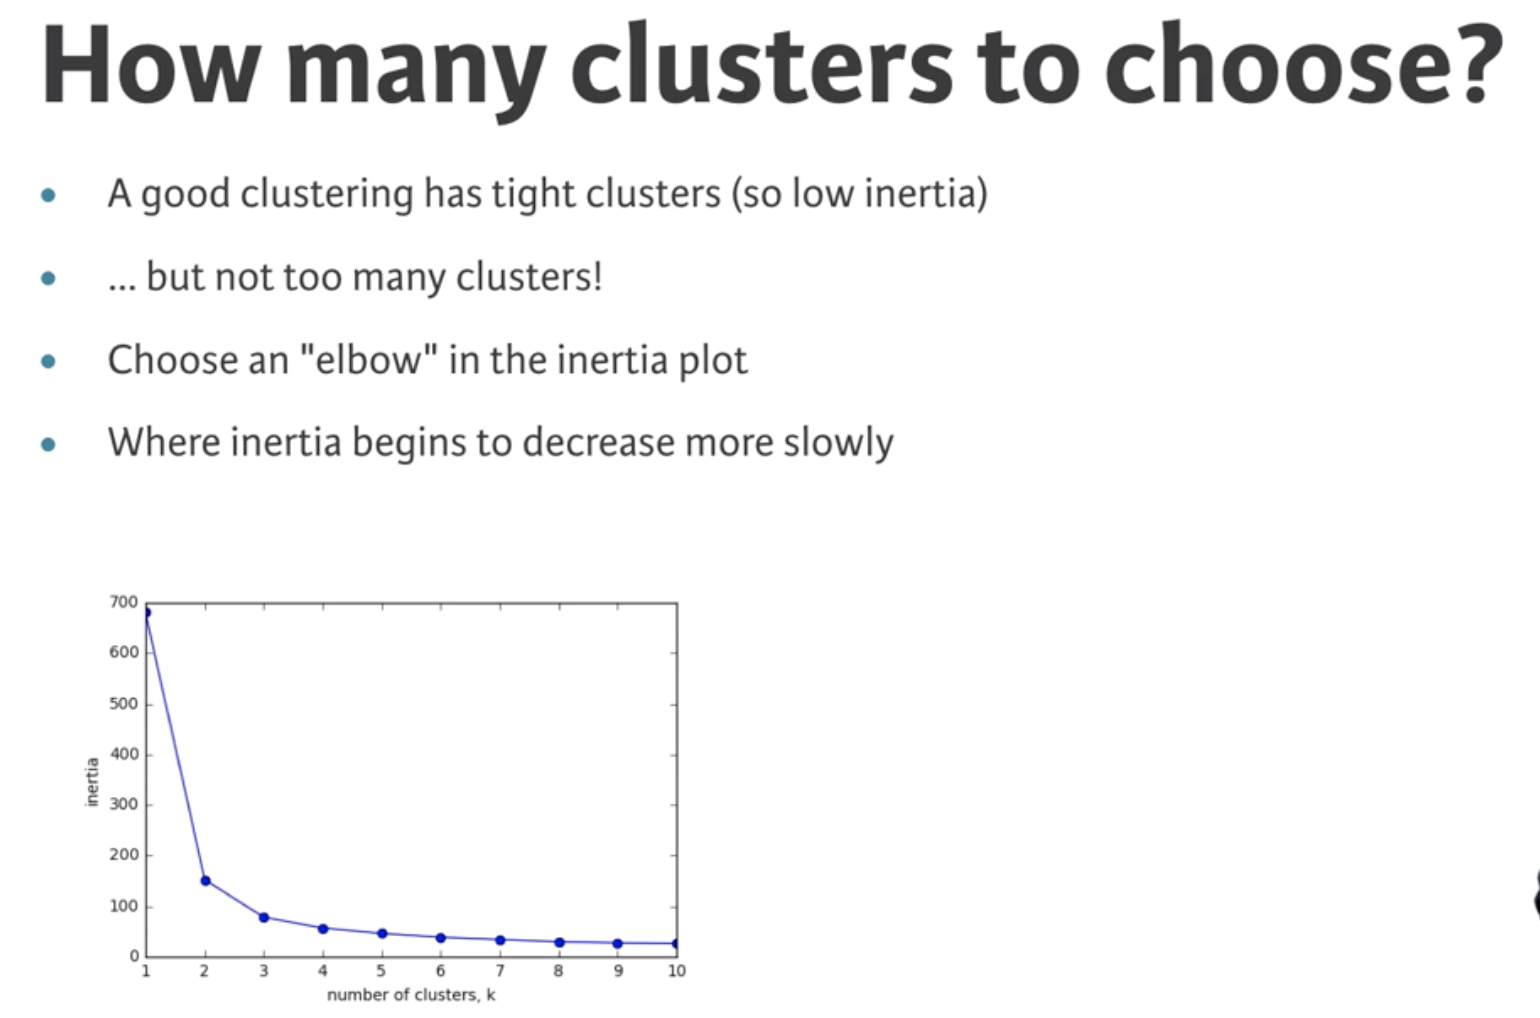 How many clusters to choose?
• A good clustering has tight clusters (so low inertia)
• ... but not too many clusters!
• Choose an "elbow" in the inertia plot
• Where inertia begins to decrease more slowly
700
600
500
400
300
200
100
0
inertia
1 2 3 4 5 6 7 8 9 10
number of clusters, k